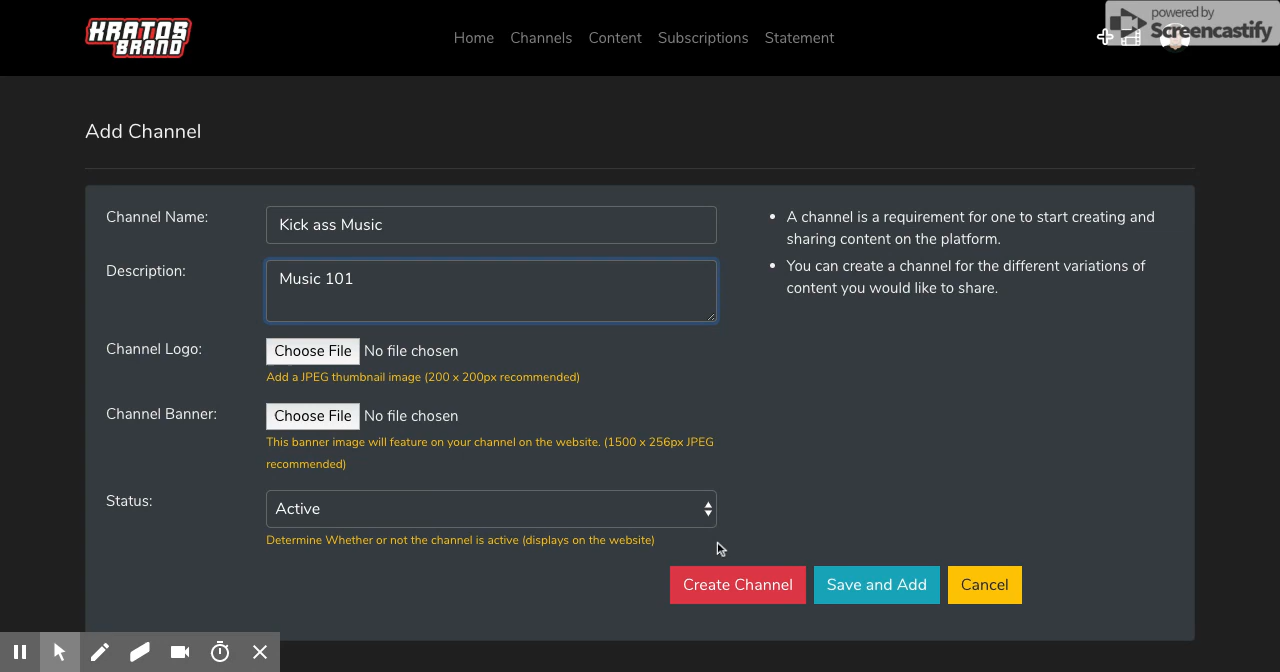 KRATOS
BRAND
Home Channels Content Subscriptions Statement
powered by
Screencastify
Add Channel
Channel Name: Kick ass Music
Description: Music 101
Channel Logo: Choose File No file chosen
Add a JPEG thumbnail image (200 x 200px recommended)
Channel Banner: Choose File No file chosen
This banner image will feature on your channel on the website. (1500 x 256px JPEG
recommended)
Status: Active
Determine Whether or not the channel is active (displays on the website)
• A channel is a requirement for one to start creating and
sharing content on the platform.
• You can create a channel for the different variations of
content you would like to share.
Create Channel Save and Add Cancel